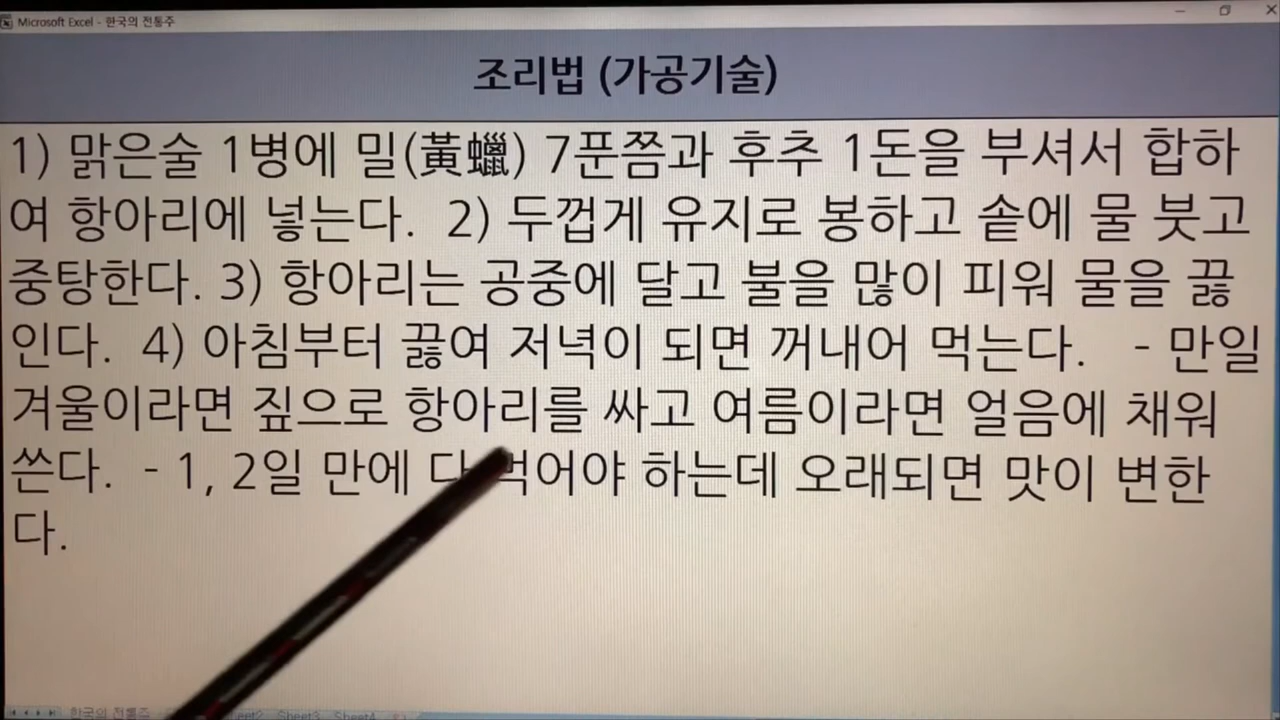 Microsoft Excel - 한국의 전통주
조리법 (가공기술)
1) 맑은술 1병에 밀(黃蠟) 7푼쯤과 후추 1돈을 부셔서 합하
여 항아리에 넣는다. 2) 두껍게 유지로 봉하고 솥에 물 붓고
중탕한다. 3) 항아리는 공중에 달고 불을 많이 피워 물을 끓
인다. 4) 아침부터 끓여 저녁이 되면 꺼내어 먹는다. - 만일
겨울이라면 짚으로 항아리를 싸고 여름이라면 얼음에 채워
쓴다. - 1, 2일 만에 다 먹어야 하는데 오래되면 맛이 변한
다.
한국의 전통주 Sheet3 Sheet4